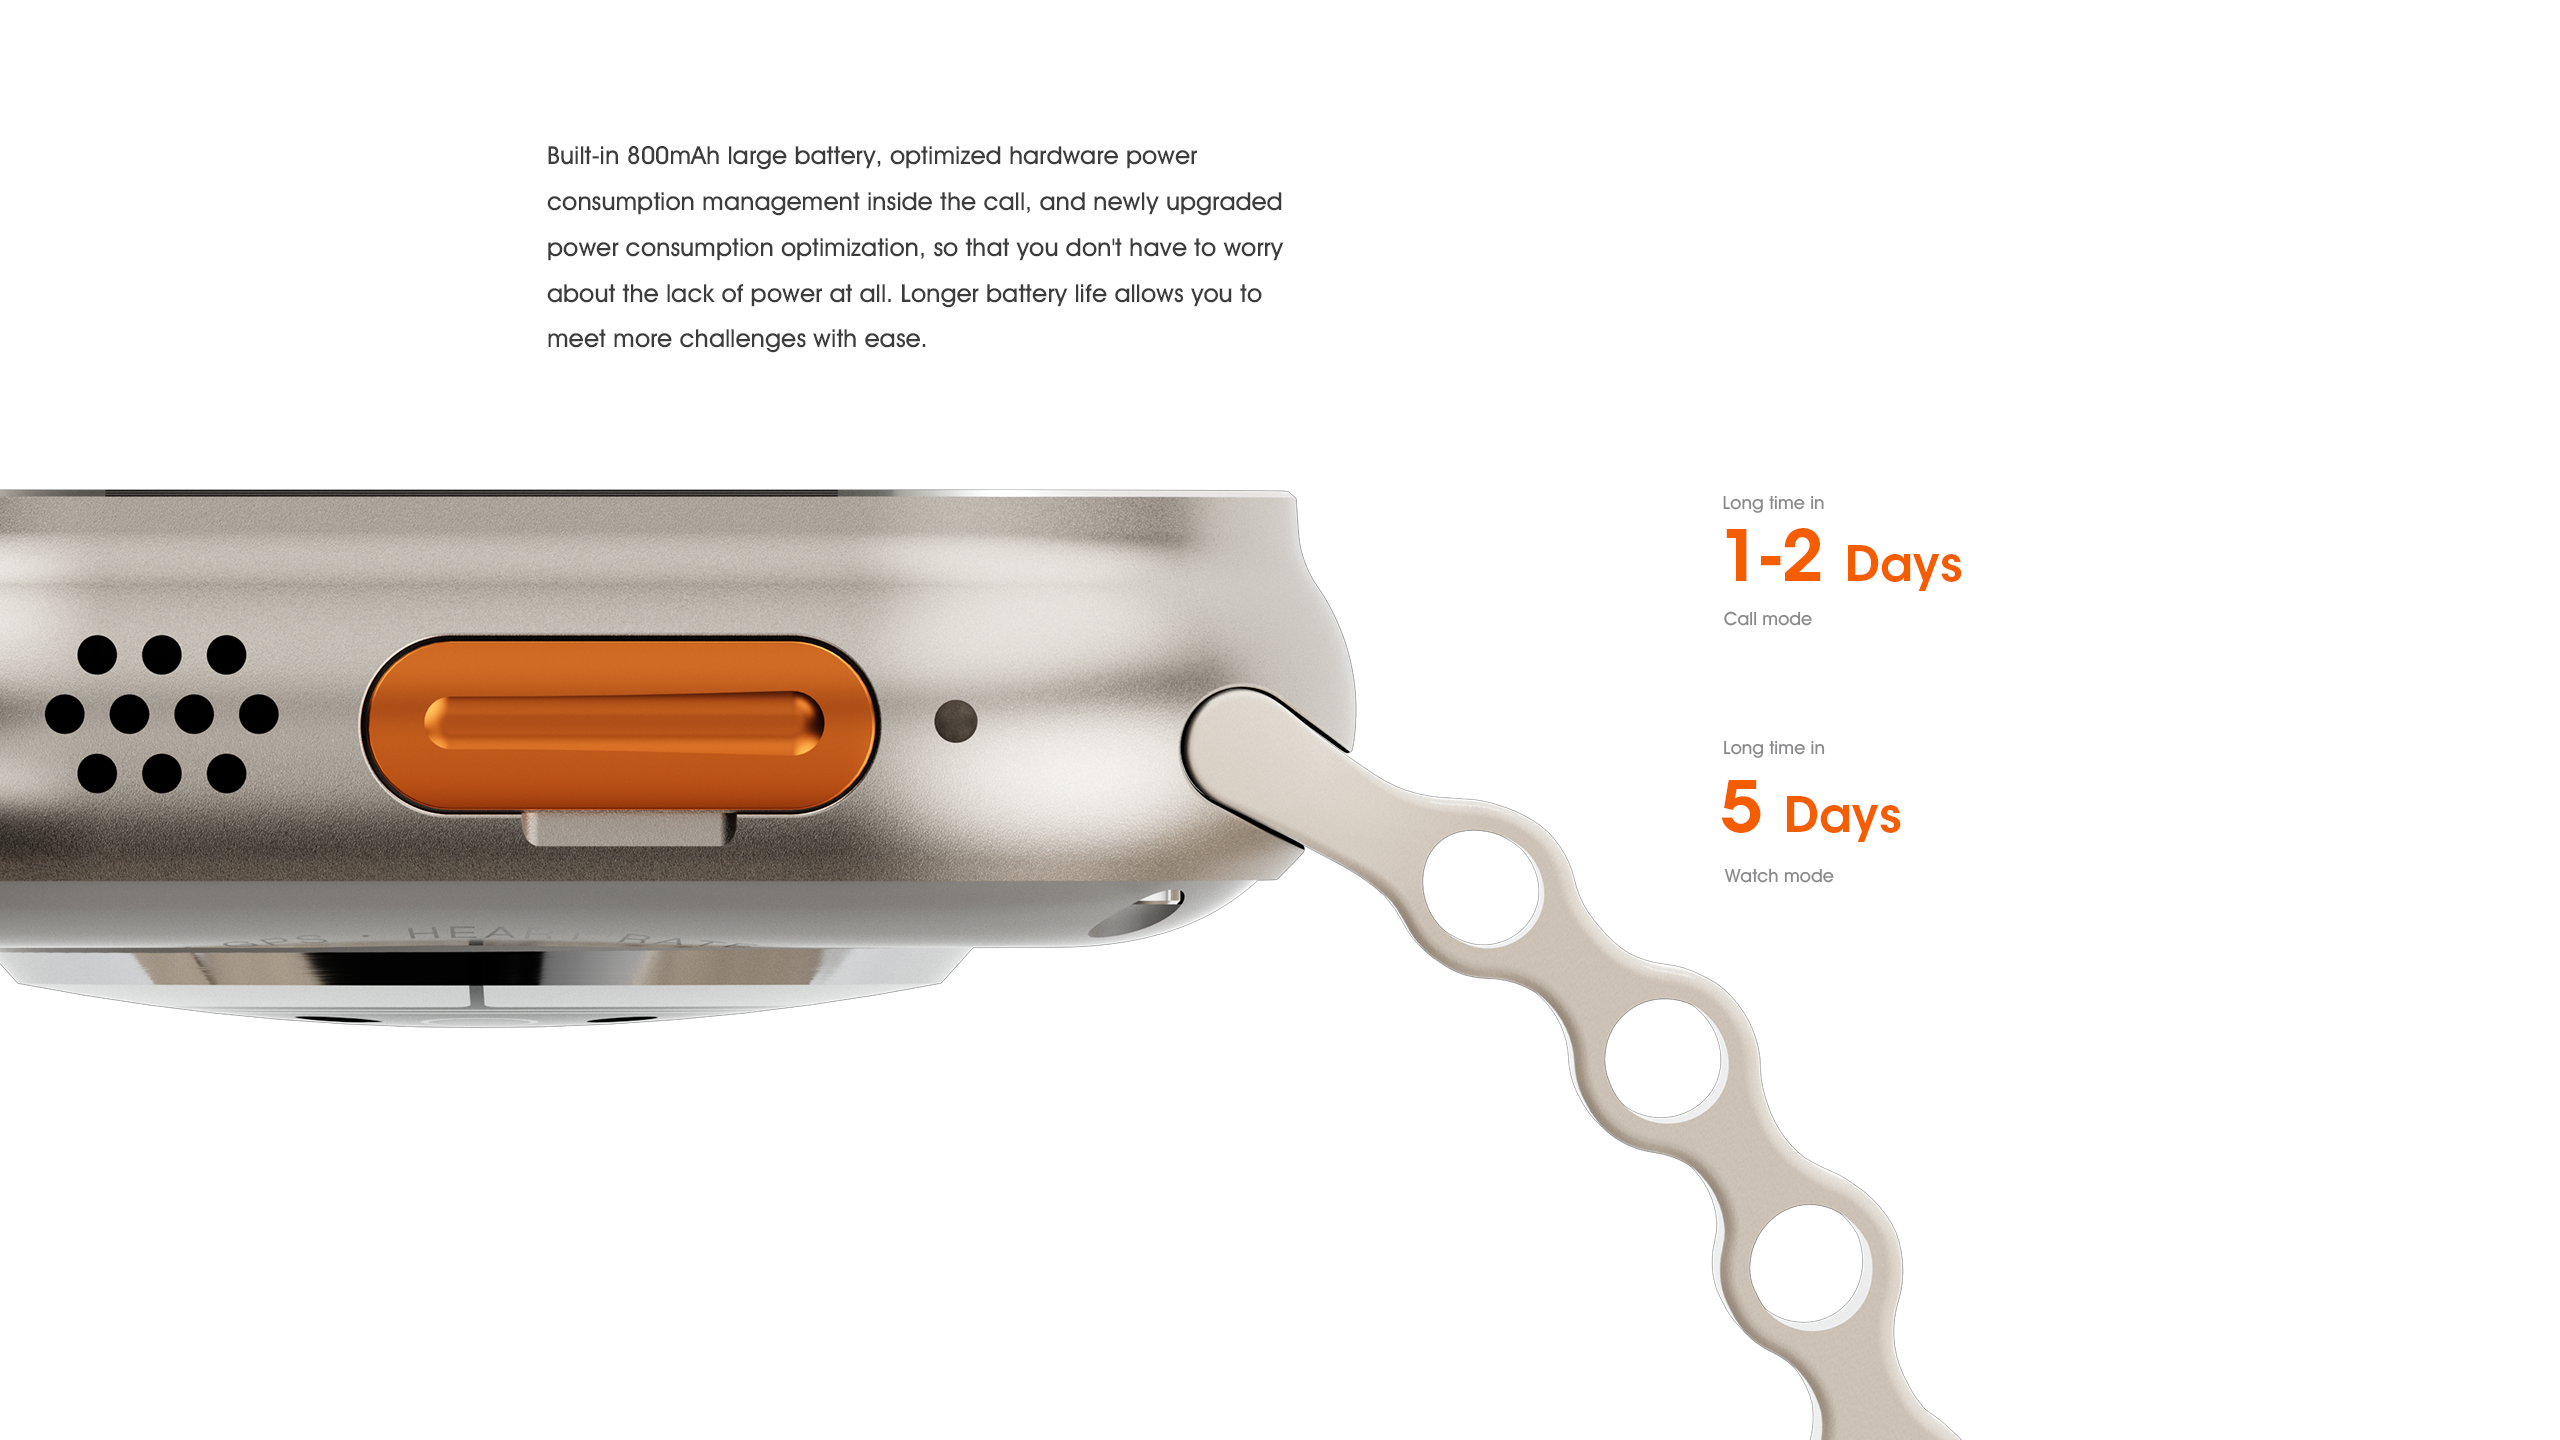 Built-in 800mAh large battery, optimized hardware power
consumption management inside the call, and newly upgraded
power consumption optimization, so that you don't have to worry
about the lack of power at all. Longer battery life allows you to
meet more challenges with ease.
Long time in
1-2 Days
Call mode
Long time in
5 Days
Watch mode
GPS · HEART RATE